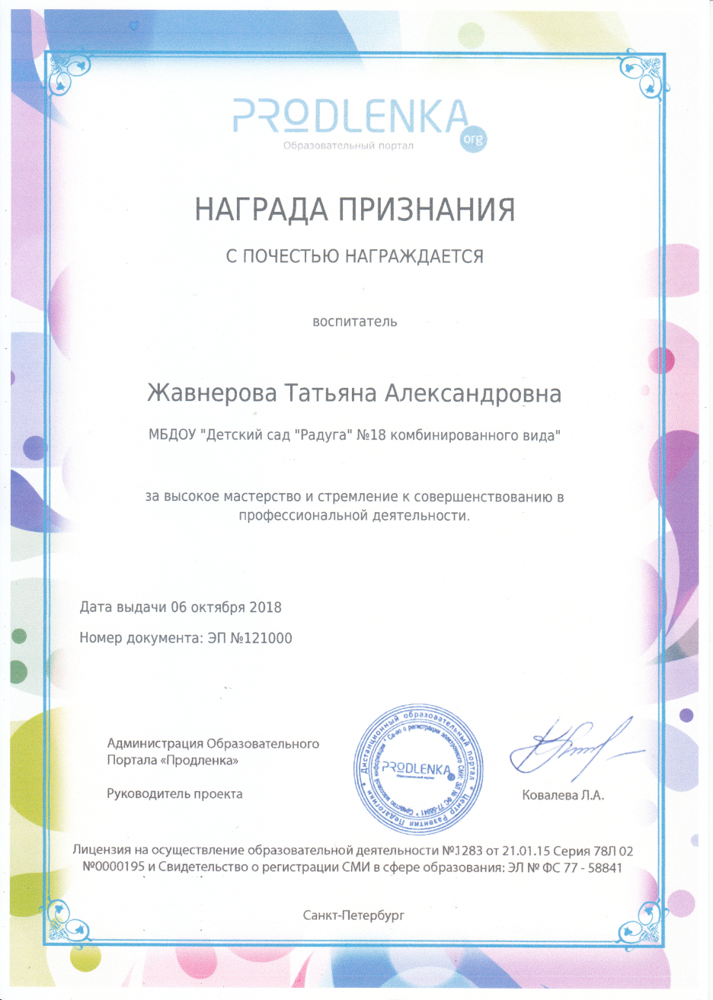 PRODLENKA
org
Образовательный портал
НАГРАДА ПРИЗНАНИЯ
С ПОЧЕСТЬЮ НАГРАЖДАЕТСЯ
воспитатель
Жавнерова Татьяна Александровна
МБДОУ "Детский сад "Радуга" №18 комбинированного вида"
за высокое мастерство и стремление к совершенствованию в
профессиональной деятельности.
Дата выдачи 06 октября 2018
Номер документа: ЭП №121000
Администрация Образовательного
Портала «Продленка»
Руководитель проекта
Дистанционный образовательный портал * Центр Развития Педагогики *
Св-во о регистрации электронного СМИ: ЭЛ № ФС 77-58841 * Средство массовой информации *
PRODLENKA
Ковалева Л.А.
Лицензия на осуществление образовательной деятельности №1283 от 21.01.15 Серия 78Л 02
№0000195 и Свидетельство о регистрации СМИ в сфере образования: ЭЛ № ФС 77 - 58841
Санкт-Петербург